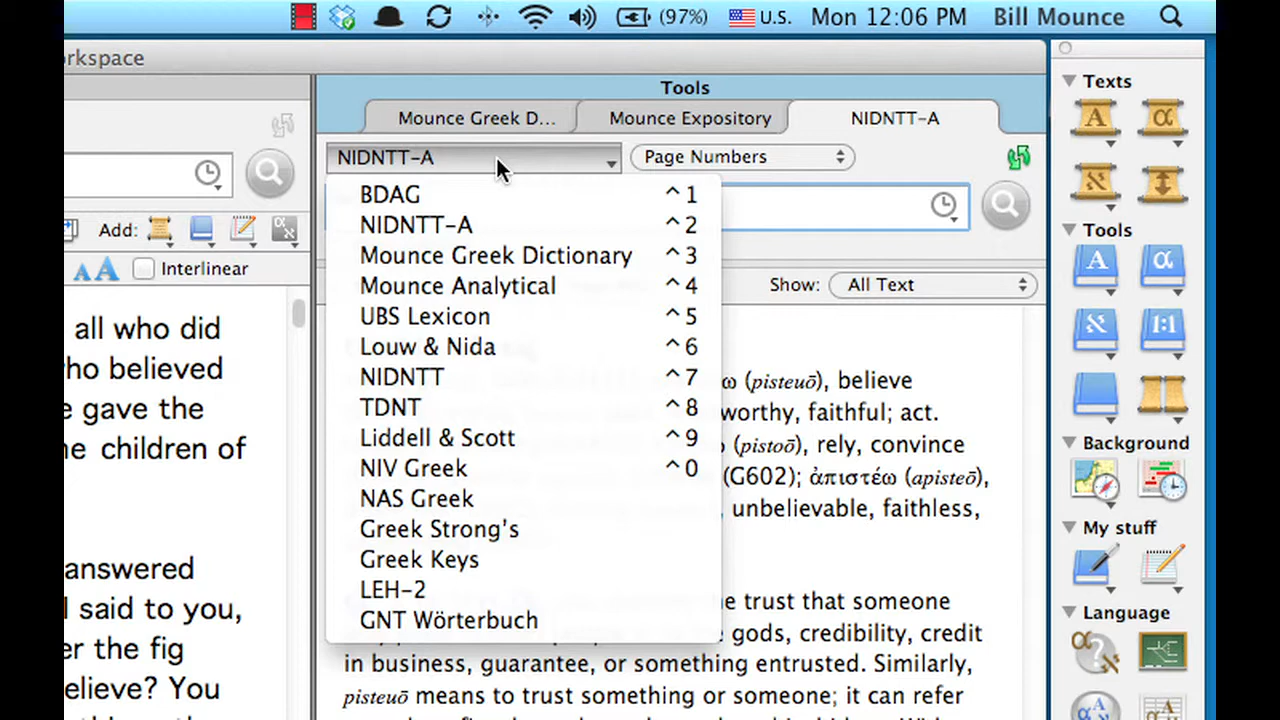 (97%) U.S. Mon 12:06 PM Bill Mounce
rkspace
Tools
Mounce Greek D... Mounce Expository NIDNTT-A
NIDNTT-A Page Numbers
BDAG ^1
NIDNTT-A ^2
Mounce Greek Dictionary ^3
Mounce Analytical ^4
UBS Lexicon ^5
Louw & Nida ^6
NIDNTT ^7
TDNT ^8
Liddell & Scott ^9
NIV Greek ^0
NAS Greek
Greek Strong's
Greek Keys
LEH-2
GNT Wörterbuch
Add:
Interlinear
Show: All Text
all who did
ho believed
e gave the
e children of
answered
I said to you,
er the fig
elieve? You
ω (pisteuō), believe
worthy, faithful; act.
(pistoō), rely, convince
(G602); ἀπιστέω (apisteō),
unbelievable, faithless,
e trust that someone
gods, credibility, credit
in business, guarantee, or something entrusted. Similarly,
pisteuō means to trust something or someone; it can refer
Texts
Tools
Background
My stuff
Language